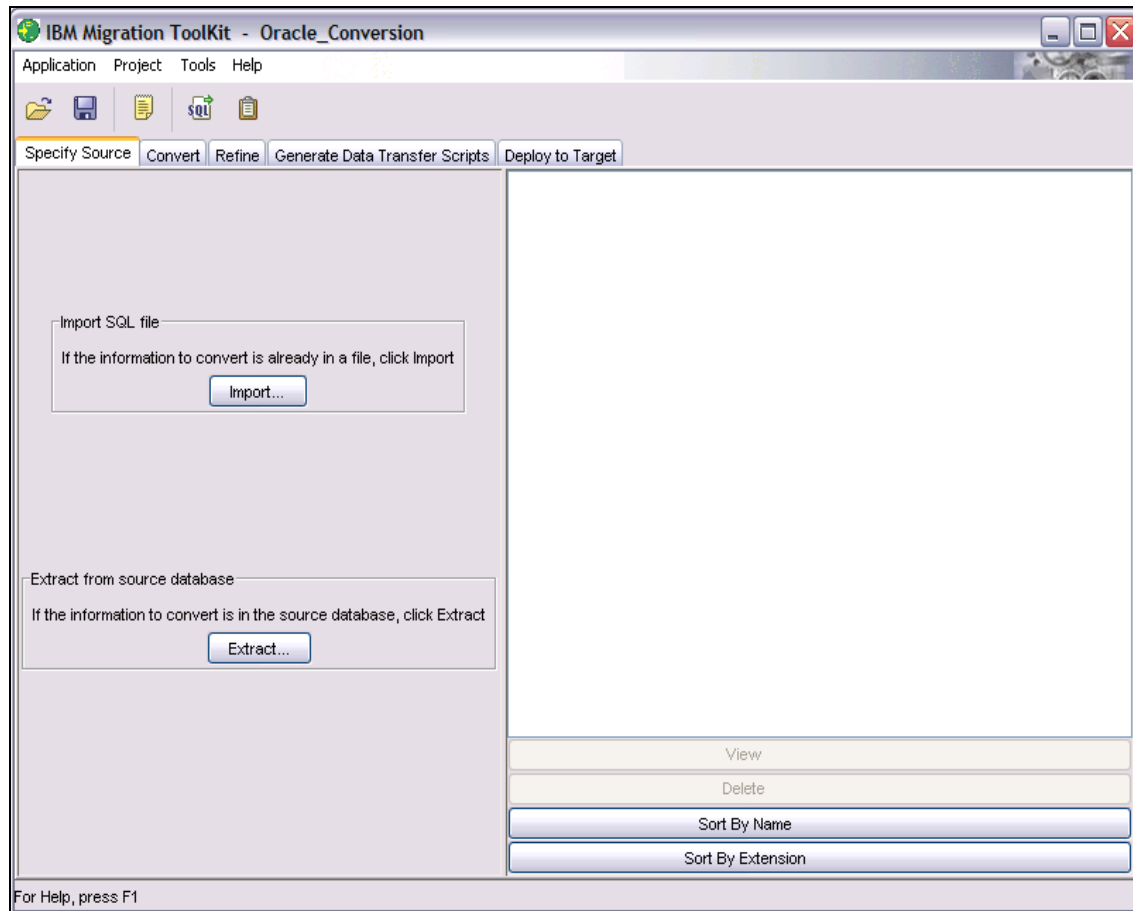 IBM Migration ToolKit - Oracle_Conversion
Application Project Tools Help
SQL
Specify Source Convert Refine Generate Data Transfer Scripts Deploy to Target
Import SQL file
If the information to convert is already in a file, click Import
Import...
Extract from source database
If the information to convert is in the source database, click Extract
Extract...
View
Delete
Sort By Name
Sort By Extension
For Help, press F1